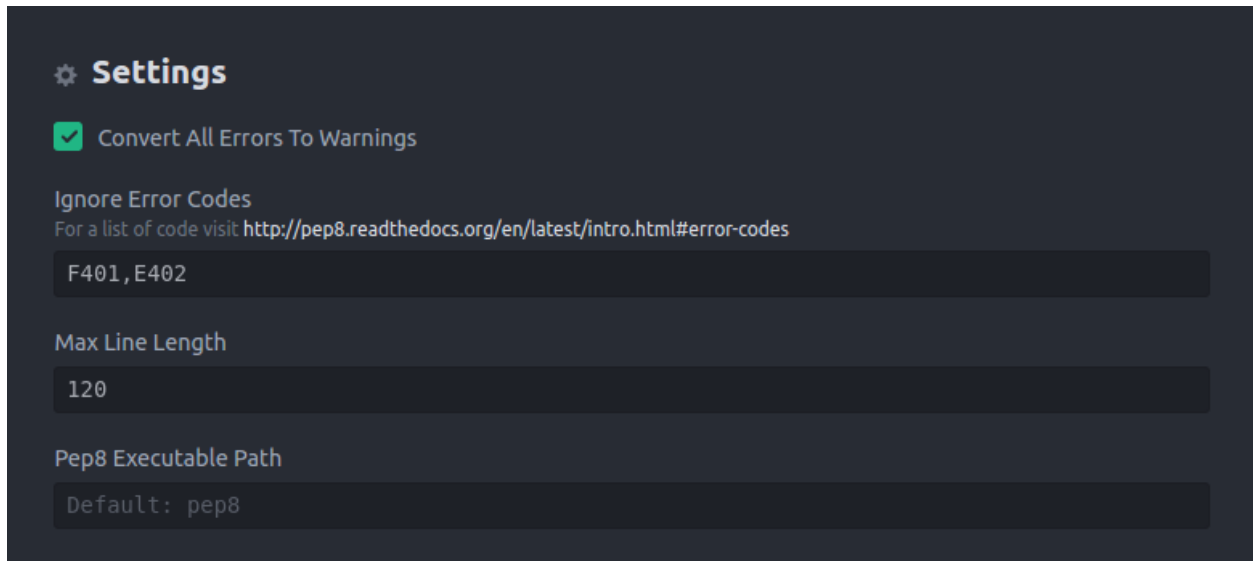 Settings
Convert All Errors To Warnings
Ignore Error Codes
For a list of code visit http://pep8.readthedocs.org/en/latest/intro.html#error-codes
F401,E402
Max Line Length
120
Pep8 Executable Path
Default: pep8